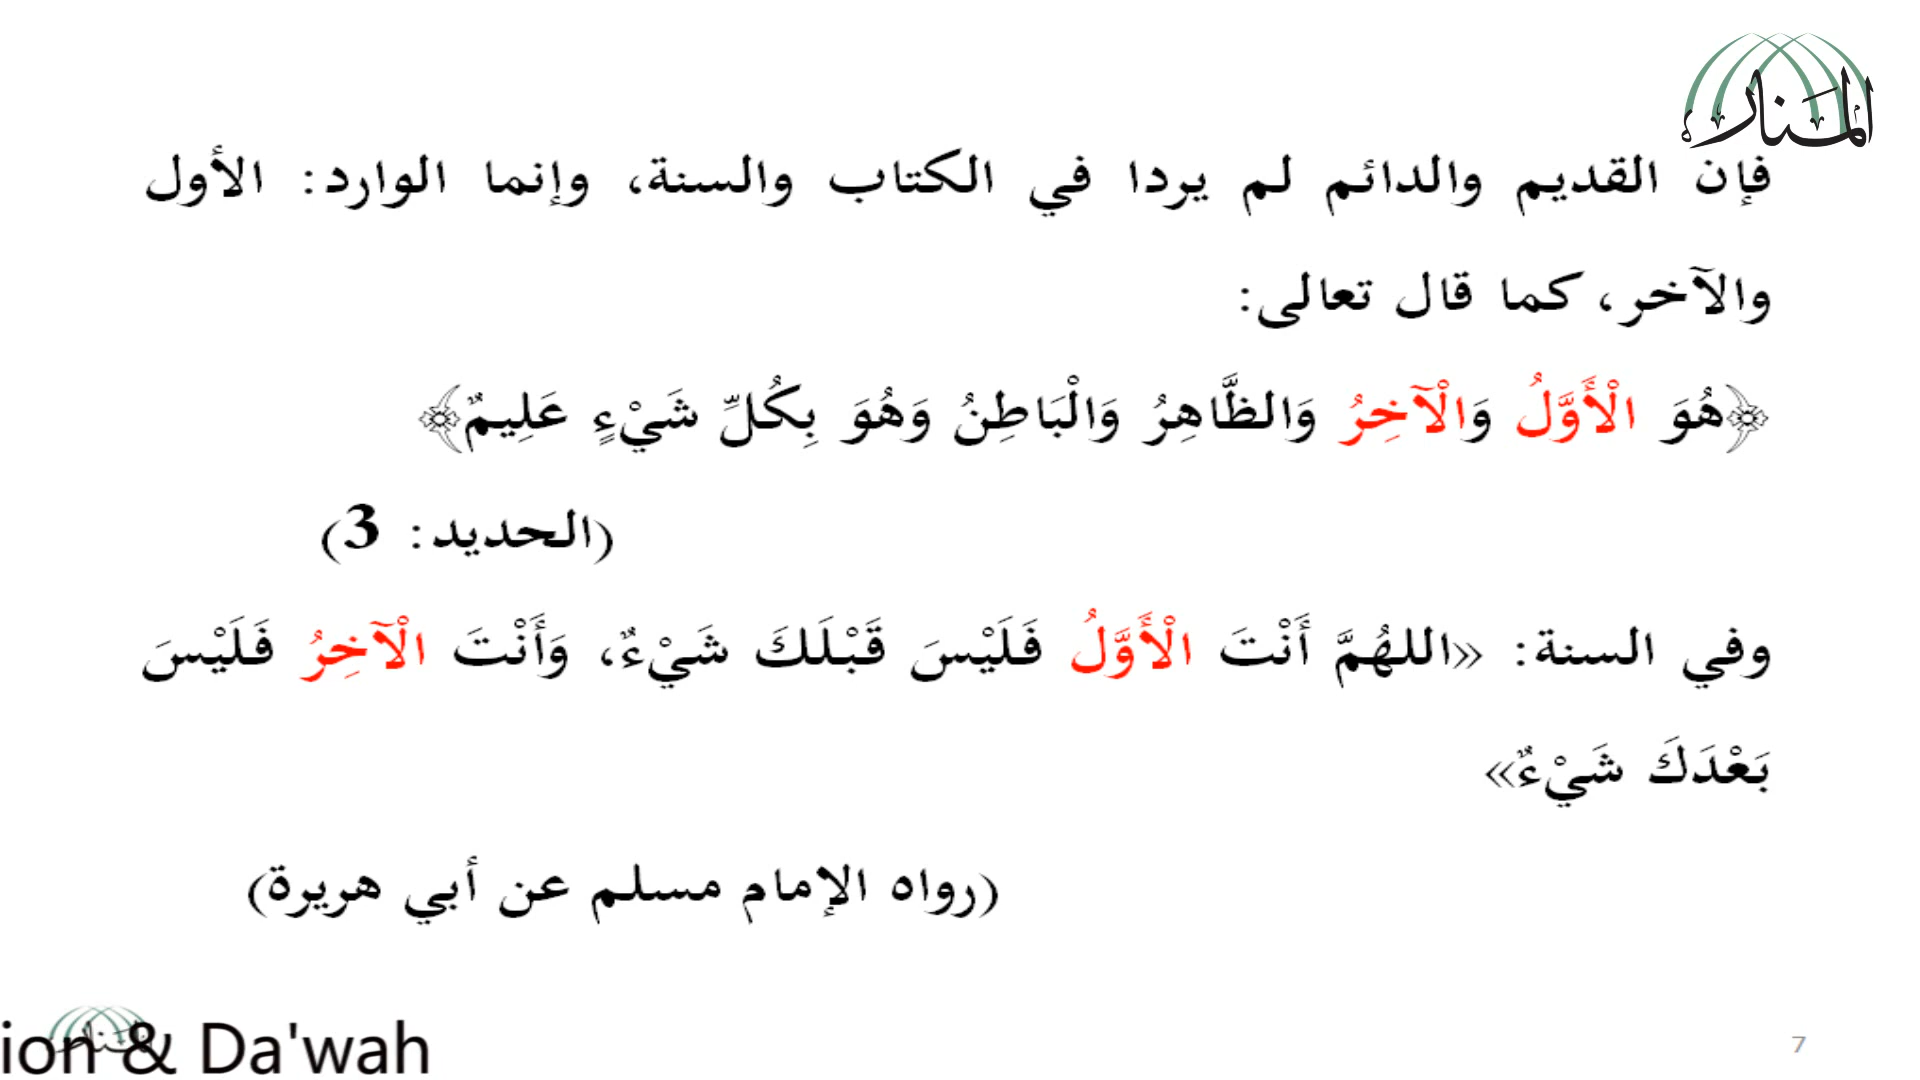 المنار
فإن القديم والدائم لم يردا في الكتاب والسنة، وإنما الوارد: الأول
والآخر، كما قال تعالى:
﴿هُوَ الْأَوَّلُ وَالْآخِرُ وَالظَّاهِرُ وَالْبَاطِنُ وَهُوَ بِكُلِّ شَيْءٍ عَلِيمٌ﴾
(الحديد: 3)
وفي السنة: «اللهُمَّ أَنْتَ الْأَوَّلُ فَلَيْسَ قَبْلَكَ شَيْءٌ، وَأَنْتَ الْآخِرُ فَلَيْسَ
بَعْدَكَ شَيْءٌ»
(رواه الإمام مسلم عن أبي هريرة)
المنار
ion & Da'wah
7